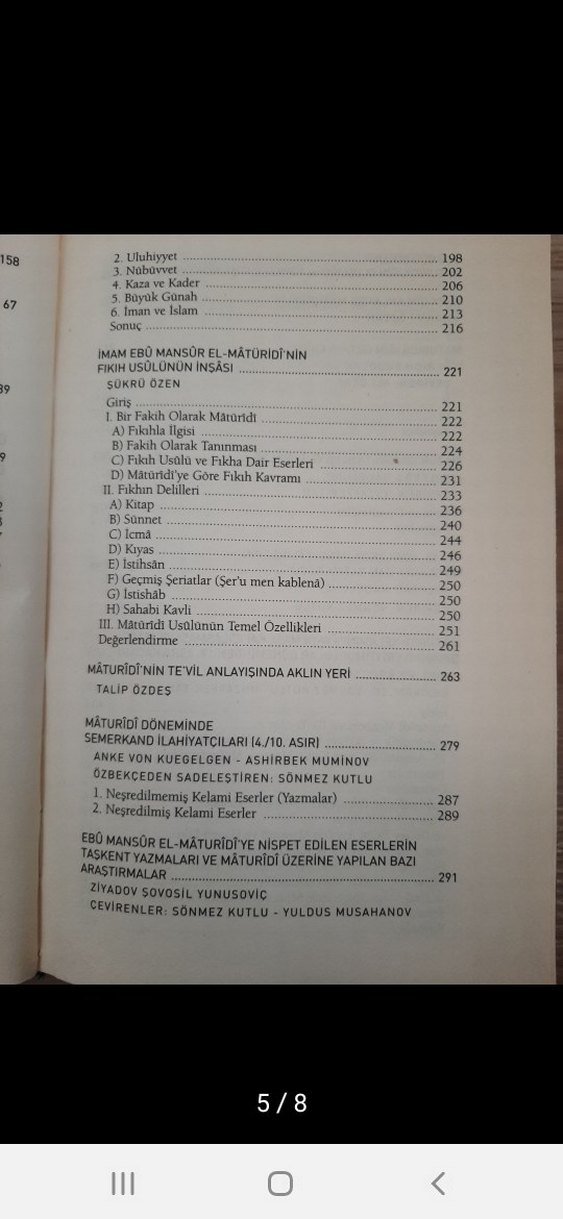 158
67
39
9
2. Uluhiyyet 198
3. Nübüvvet 202
4. Kaza ve Kader 206
5. Büyük Günah 210
6. İman ve İslam 213
Sonuç 216
İMAM EBÛ MANSÛR EL-MÂTÜRİDÎ'NİN
FIKIH USÛLÜNÜN İNŞÂSI 221
ŞÜKRÜ ÖZEN
Giriş 221
I. Bir Fakih Olarak Mâtürîdî 222
A) Fıkıhla İlgisi 222
B) Fakih Olarak Tanınması 224
C) Fıkıh Usûlü ve Fıkha Dair Eserleri 226
D) Mâtürîdî'ye Göre Fıkıh Kavramı 231
II. Fıkhın Delilleri 233
A) Kitap 236
B) Sünnet 240
C) İcmâ 244
D) Kıyas 246
E) İstihsân 249
F) Geçmiş Şeriatlar (Şer'u men kablenâ) 250
G) İstishâb 250
H) Sahabi Kavli 250
III. Mâtürîdî Usûlünün Temel Özellikleri 251
Değerlendirme 261
MÂTURÎDÎ'NİN TE'VİL ANLAYIŞINDA AKLIN YERİ 263
TALİP ÖZDEŞ
MÂTURÎDÎ DÖNEMİNDE
SEMERKAND İLAHİYATÇILARI (4./10. ASIR) 279
ANKE VON KUEGELGEN - ASHIRBEK MUMINOV
ÖZBEKÇEDEN SADELEŞTİREN: SÖNMEZ KUTLU
1. Neşredilmemiş Kelami Eserler (Yazmalar) 287
2. Neşredilmiş Kelami Eserler 289
EBÛ MANSÛR EL-MÂTURÎDÎ'YE NİSPET EDİLEN ESERLERİN
TAŞKENT YAZMALARI VE MÂTURÎDÎ ÜZERİNE YAPILAN BAZI
ARAŞTIRMALAR 291
ZİYADOV ŞOVOSİL YUNUSOVİÇ
ÇEVİRENLER: SÖNMEZ KUTLU - YULDUS MUSAHANOV
5 / 8